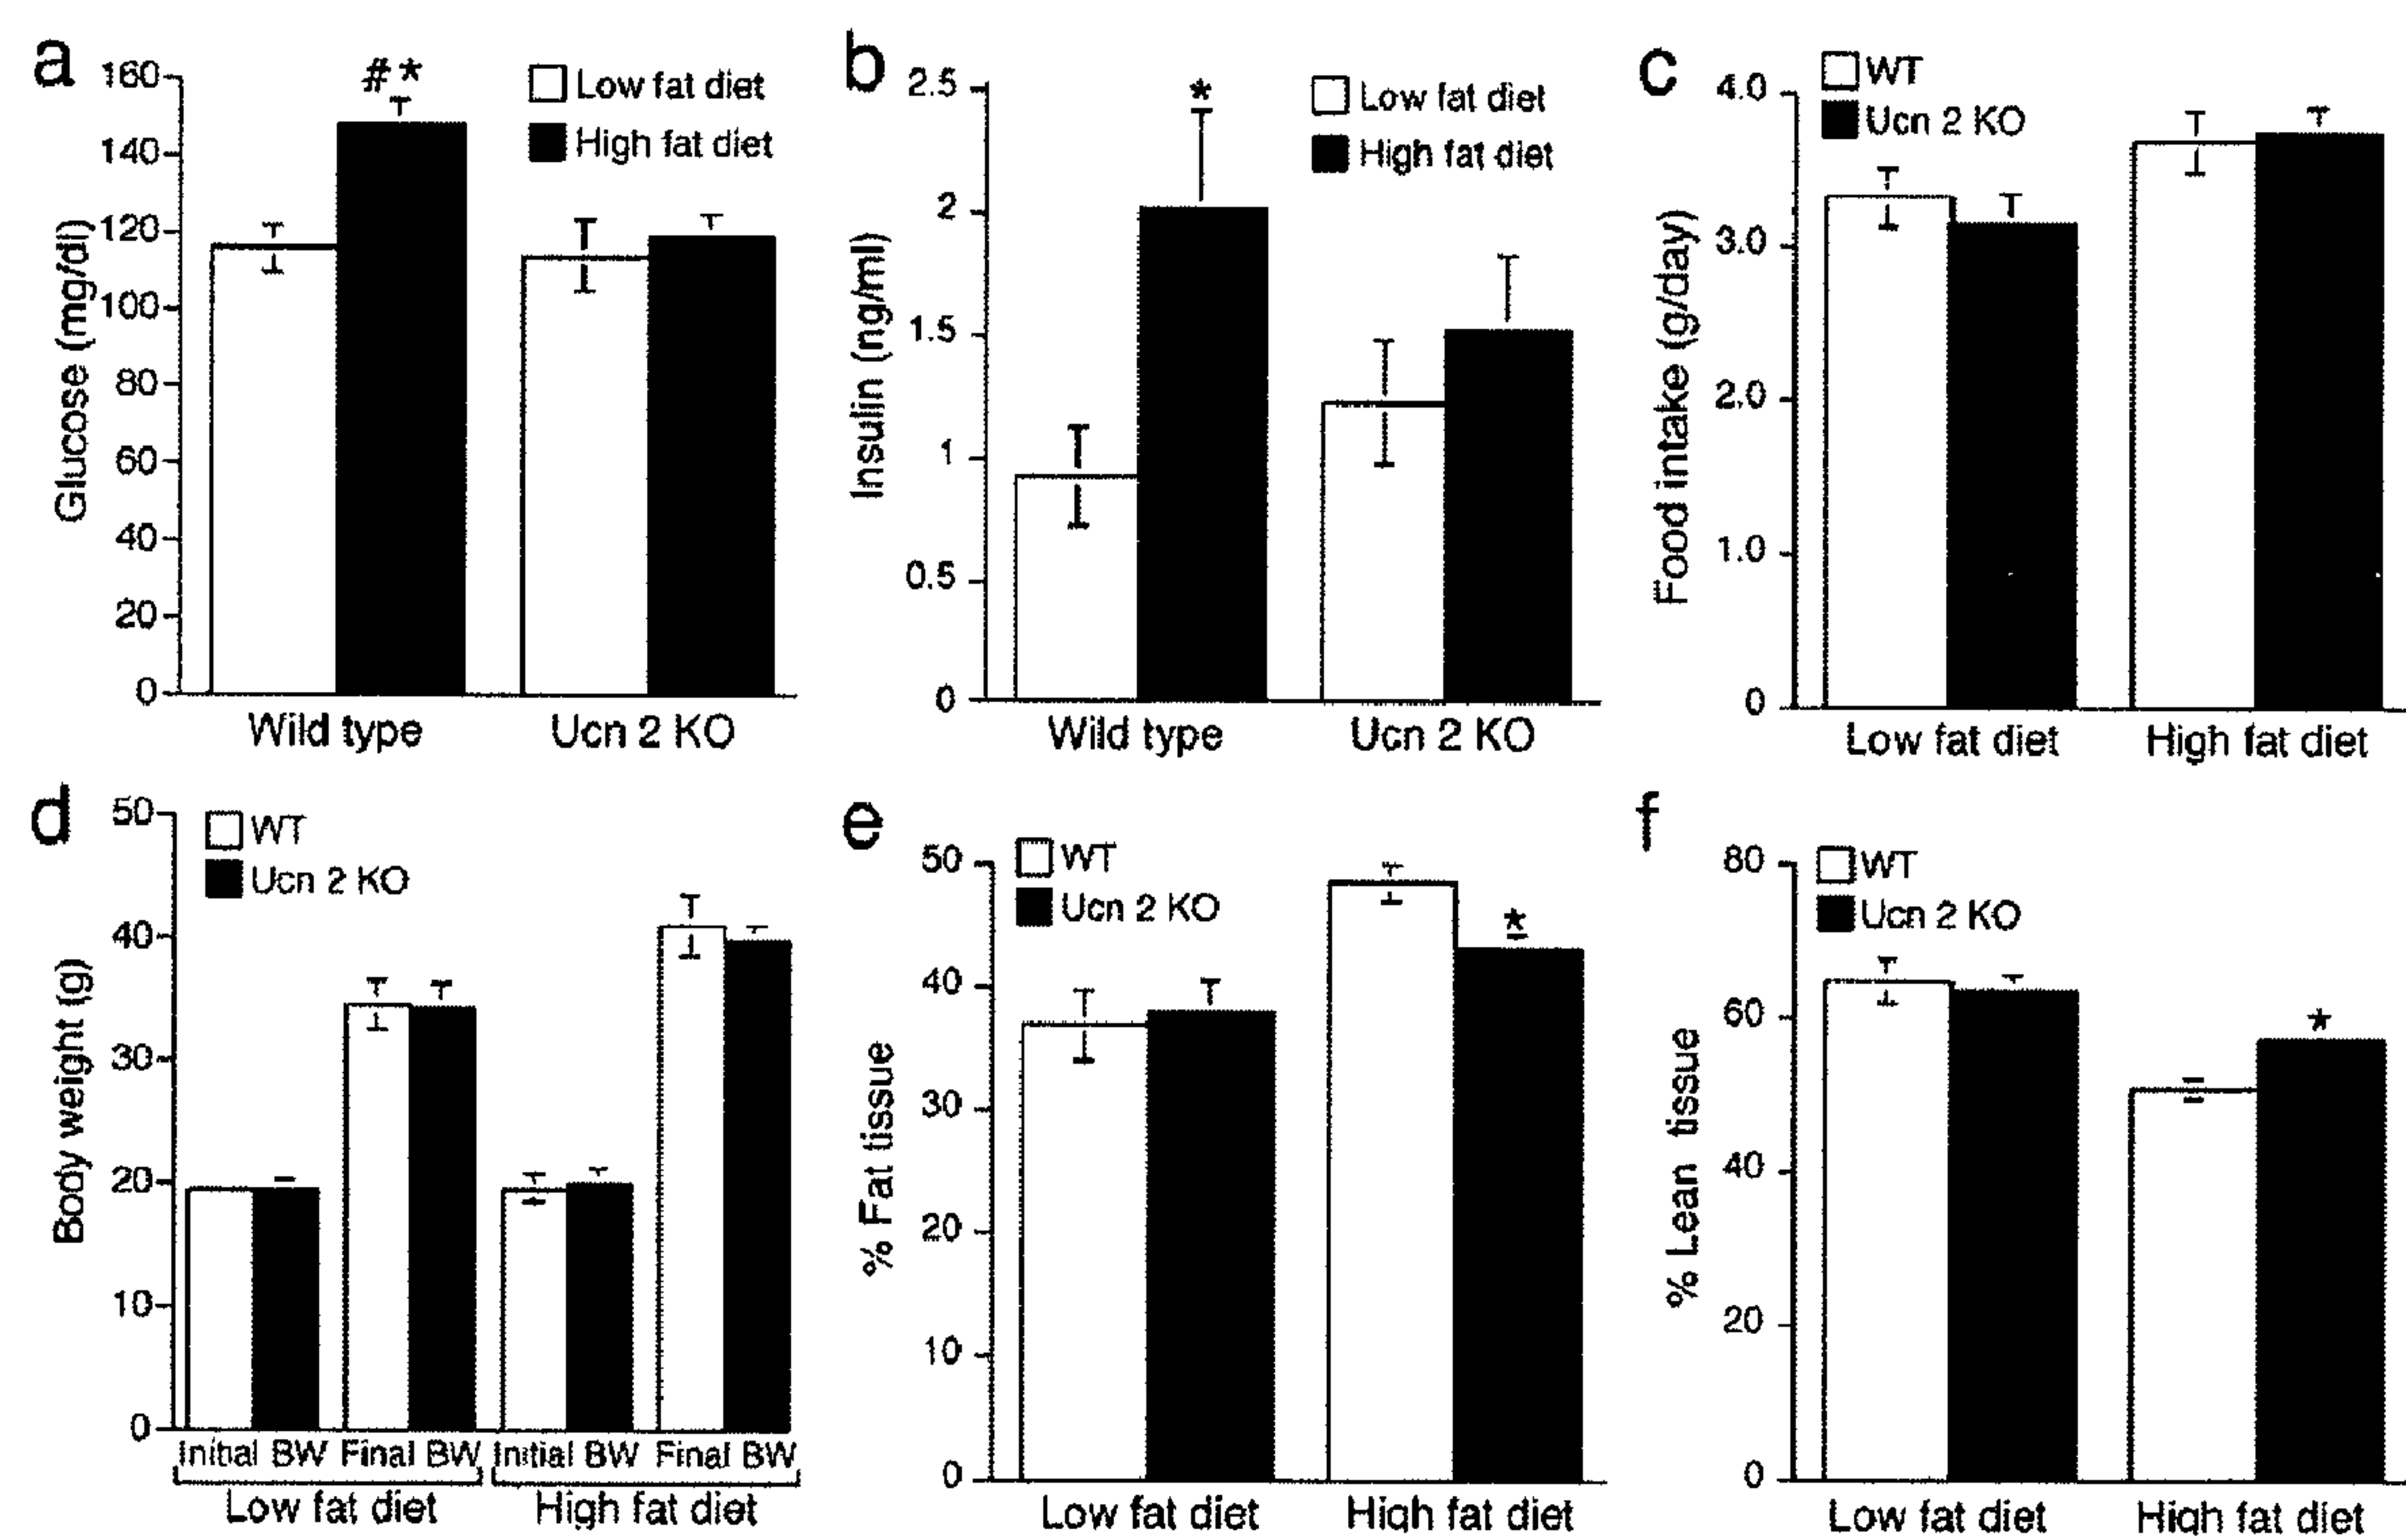 a
# *
Low fat diet
High fat diet
Glucose (mg/dl)
160
140
120
100
80
60
40
20
0
Wild type
Ucn 2 KO
b
*
Low fat diet
High fat diet
Insulin (ng/ml)
2.5
2
1.5
1
0.5
0
Wild type
Ucn 2 KO
c
WT
Ucn 2 KO
Food intake (g/day)
4.0
3.0
2.0
1.0
0
Low fat diet
High fat diet
d
WT
Ucn 2 KO
Body weight (g)
50
40
30
20
10
0
Initial BW
Final BW
Initial BW
Final BW
Low fat diet
High fat diet
e
WT
Ucn 2 KO
*
% Fat tissue
50
40
30
20
10
0
Low fat diet
High fat diet
f
WT
Ucn 2 KO
*
% Lean tissue
80
60
40
20
0
Low fat diet
High fat diet